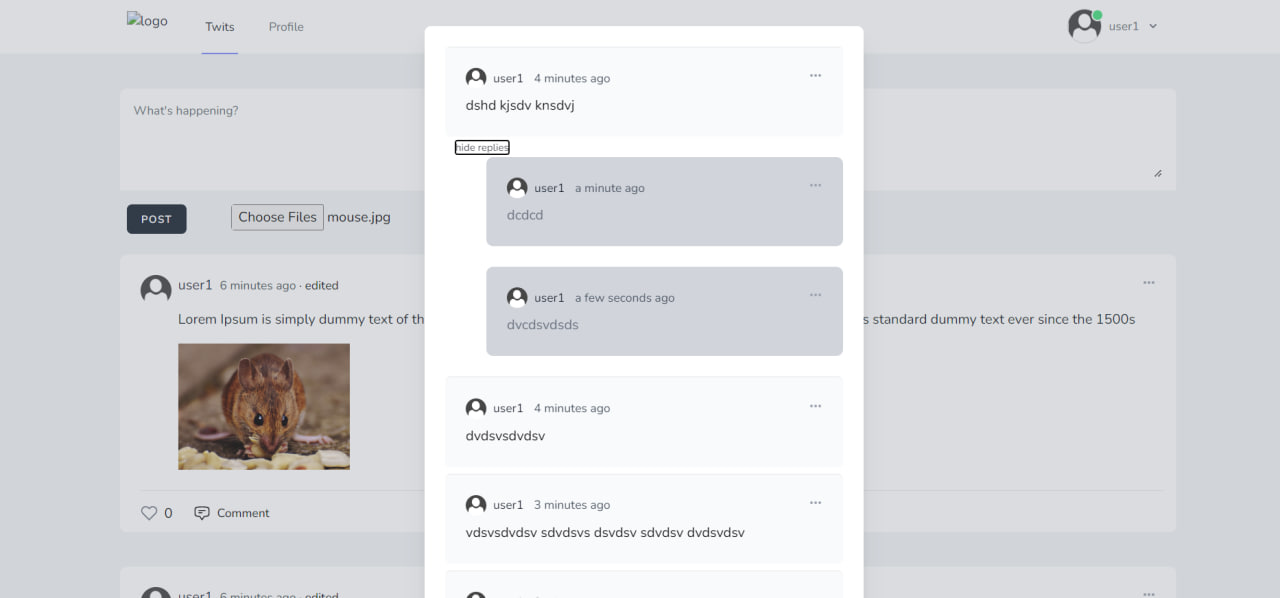 logo
Twits
Profile
user1
What's happening?
POST
Choose Files mouse.jpg
user1 6 minutes ago · edited
Lorem Ipsum is simply dummy text of th
s standard dummy text ever since the 1500s
0
Comment
user1 6 minutes ago · edited
user1 4 minutes ago
dshd kjsdv knsdvj
hide replies
user1 a minute ago
dcdcd
user1 a few seconds ago
dvcdsvdsds
user1 4 minutes ago
dvdsvsdvdsv
user1 3 minutes ago
vdsvsdvdsv sdvdsvs dsvdsv sdvdsv dvdsvdsv